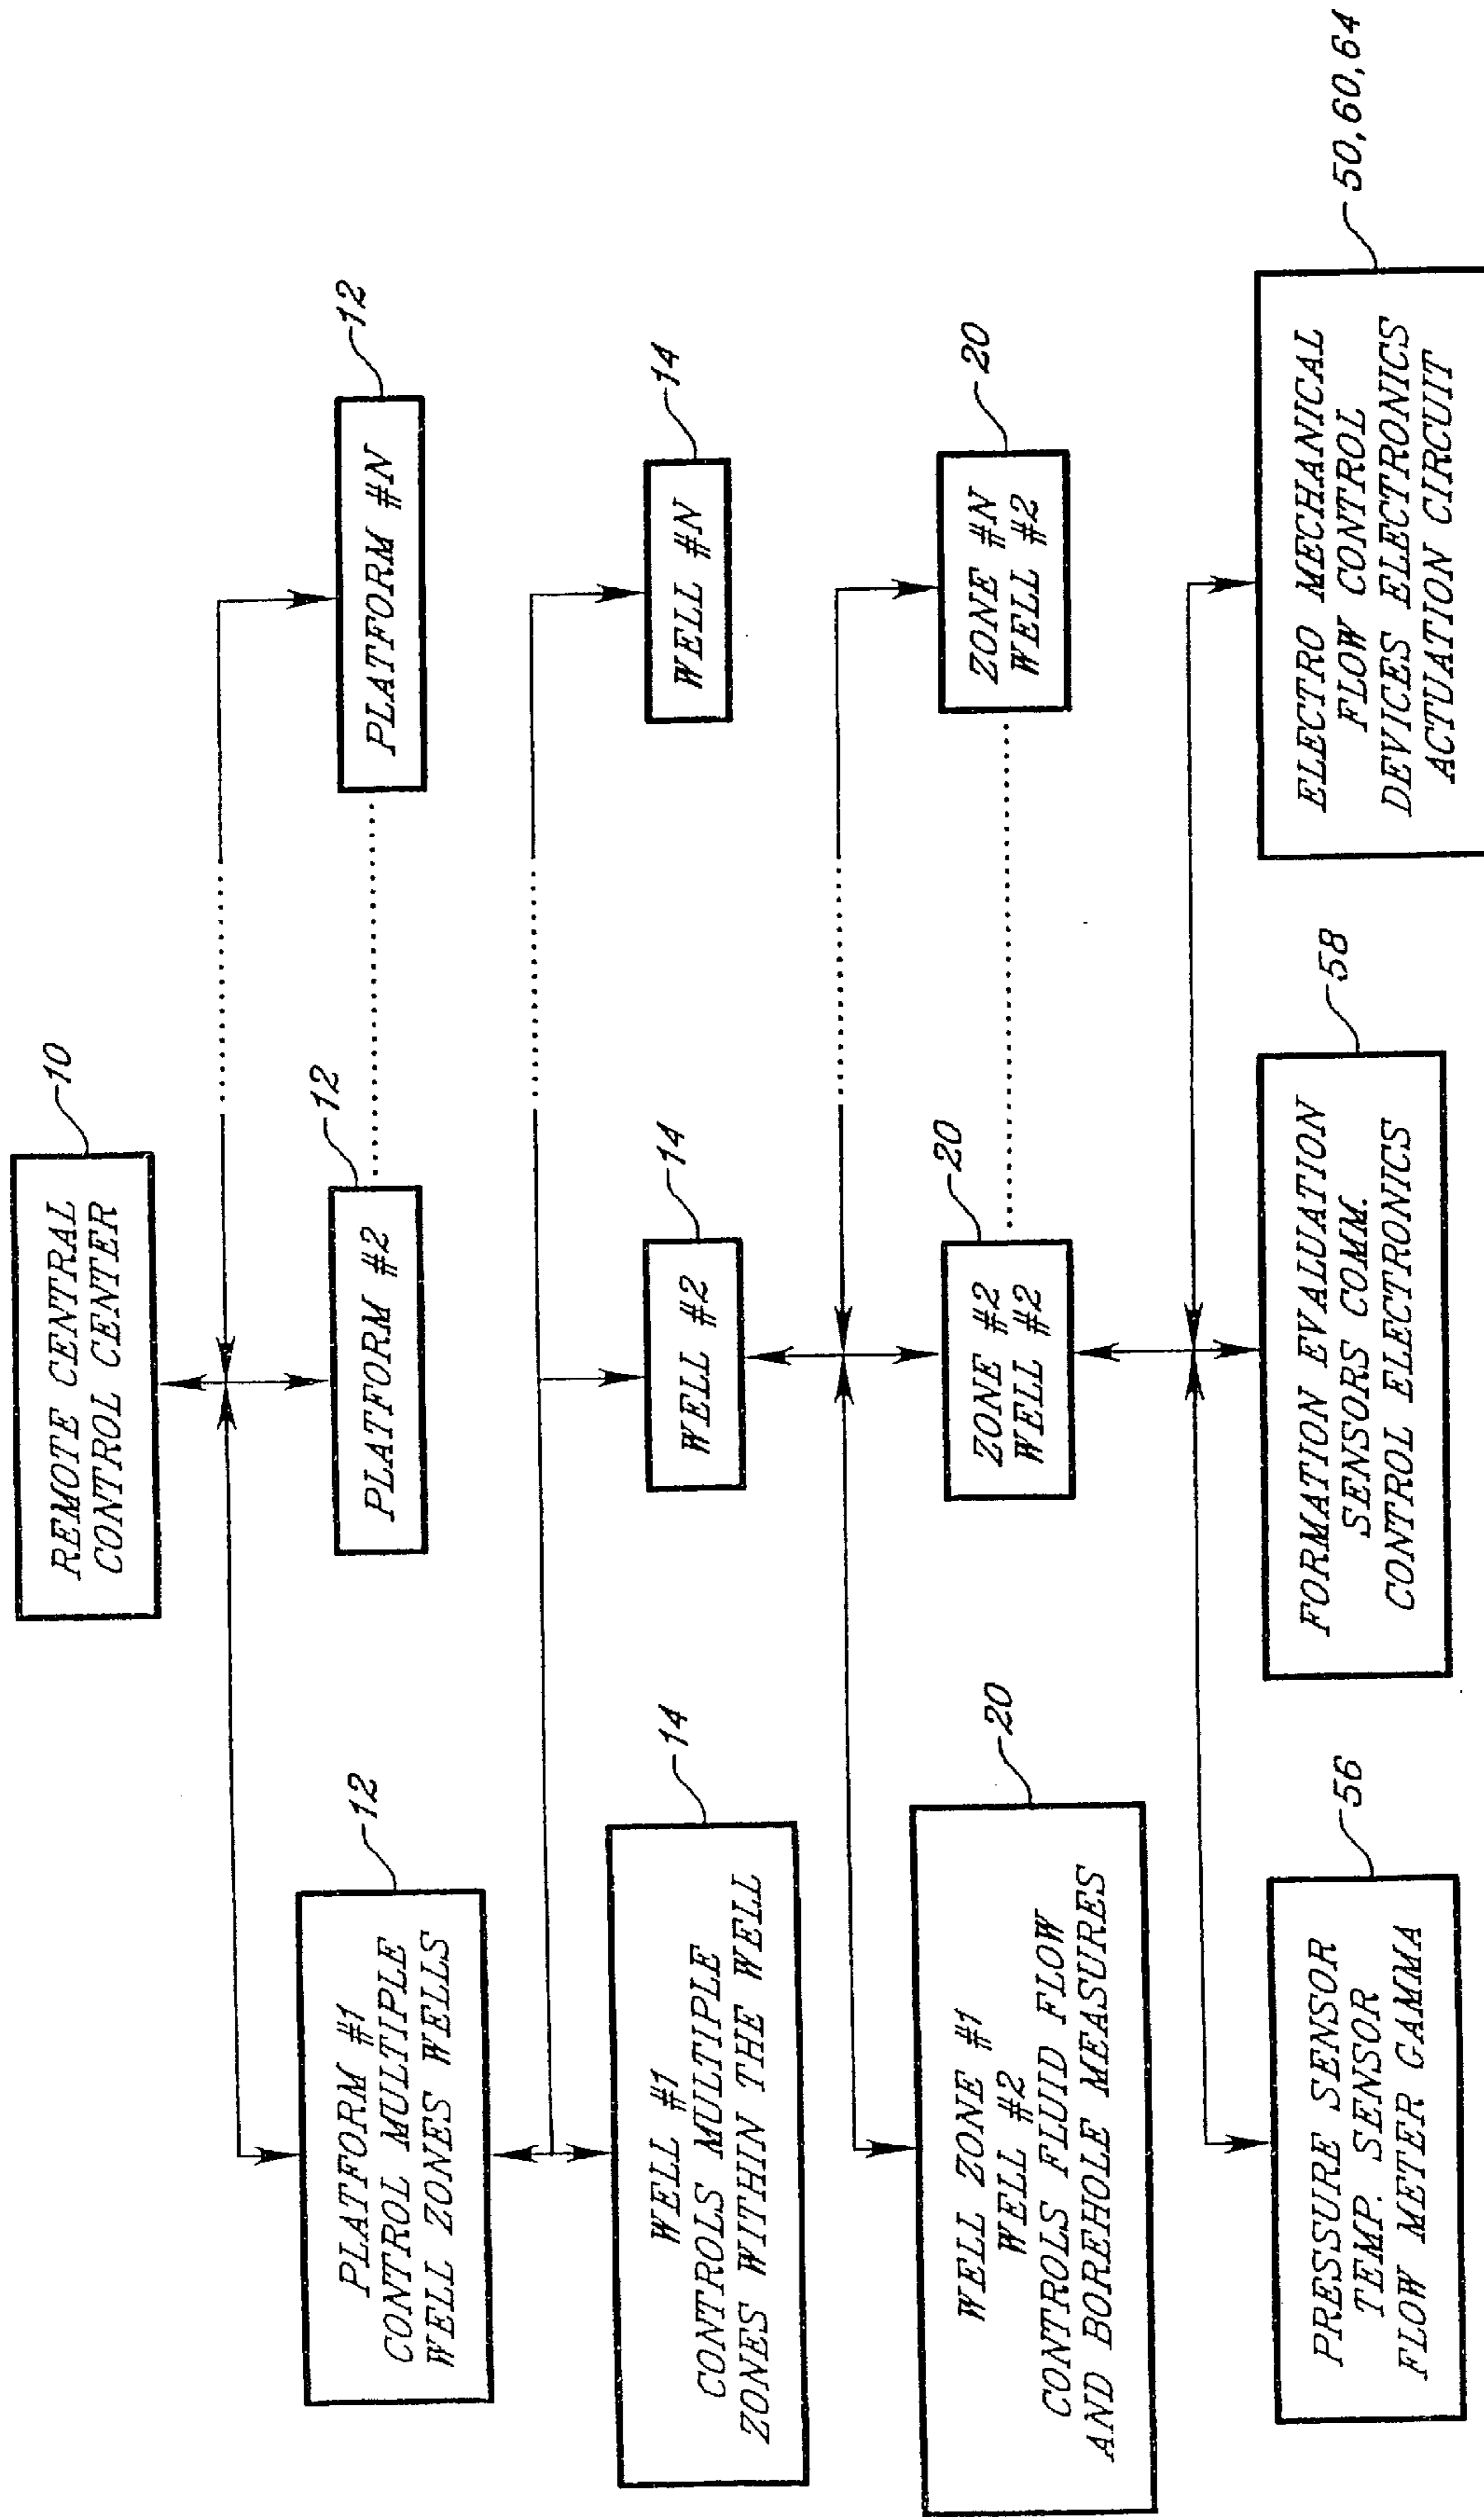 REMOTE CENTRAL
CONTROL CENTER
10
PLATFORM #1
CONTROL MULTIPLE
WELL ZONES WELLS
12
PLATFORM #2
12
PLATFORM #N
12
WELL #1
CONTROLS MULTIPLE
ZONES WITHIN THE WELL
14
WELL #2
14
WELL #N
14
WELL ZONE #1
WELL #2
CONTROLS FLUID FLOW
AND BOREHOLE MEASURES
20
ZONE #2
WELL #2
20
ZONE #N
WELL #2
20
PRESSURE SENSOR
TEMP. SENSOR
FLOW METER GAMMA
56
FORMATION EVALUATION
SENSORS COMM.
CONTROL ELECTRONICS
58
ELECTRO MECHANICAL
FLOW CONTROL
DEVICES ELECTRONICS
ACTUATION CIRCUIT
50,60,64